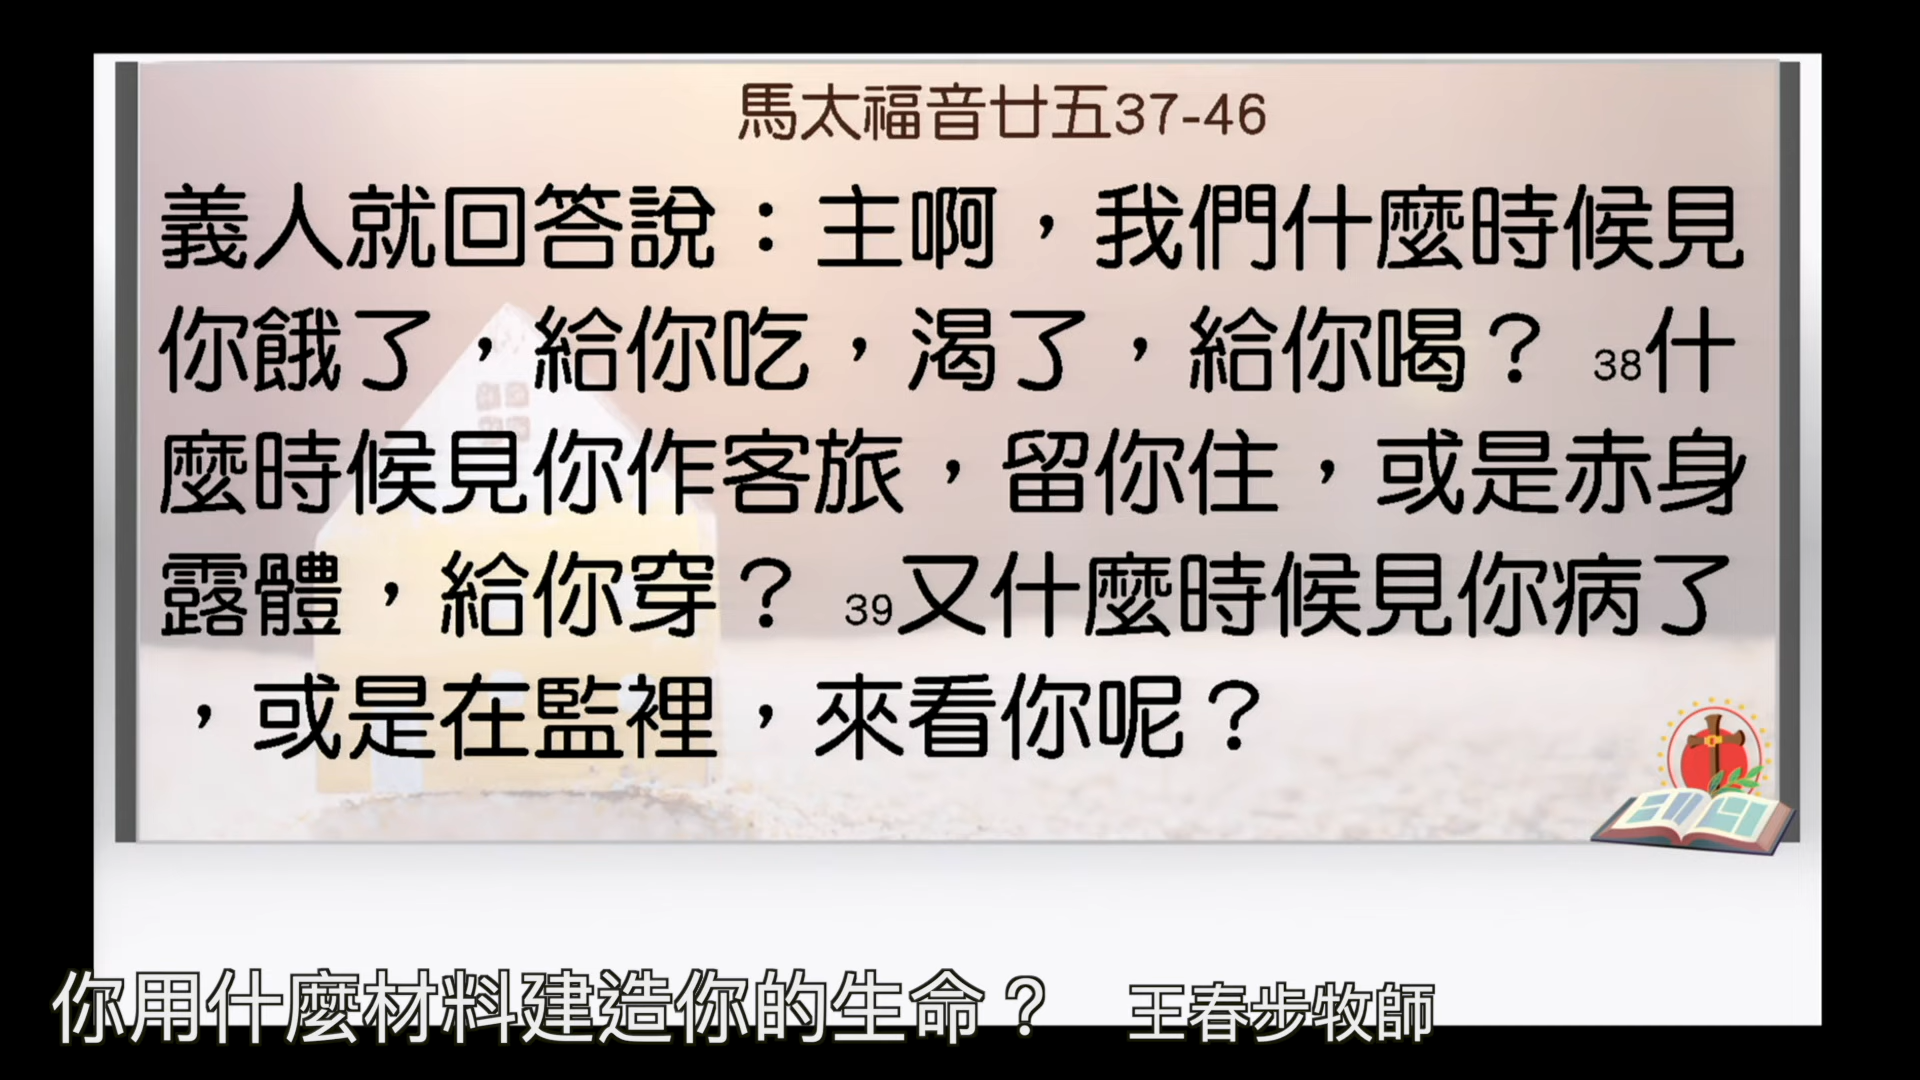 馬太福音廿五37-46
義人就回答說：主啊，我們什麼時候見
你餓了，給你吃，渴了，給你喝？ 38什
麼時候見你作客旅，留你住，或是赤身
露體，給你穿？ 39又什麼時候見你病了
，或是在監裡，來看你呢？
你用什麼材料建造你的生命？ 王春步牧師